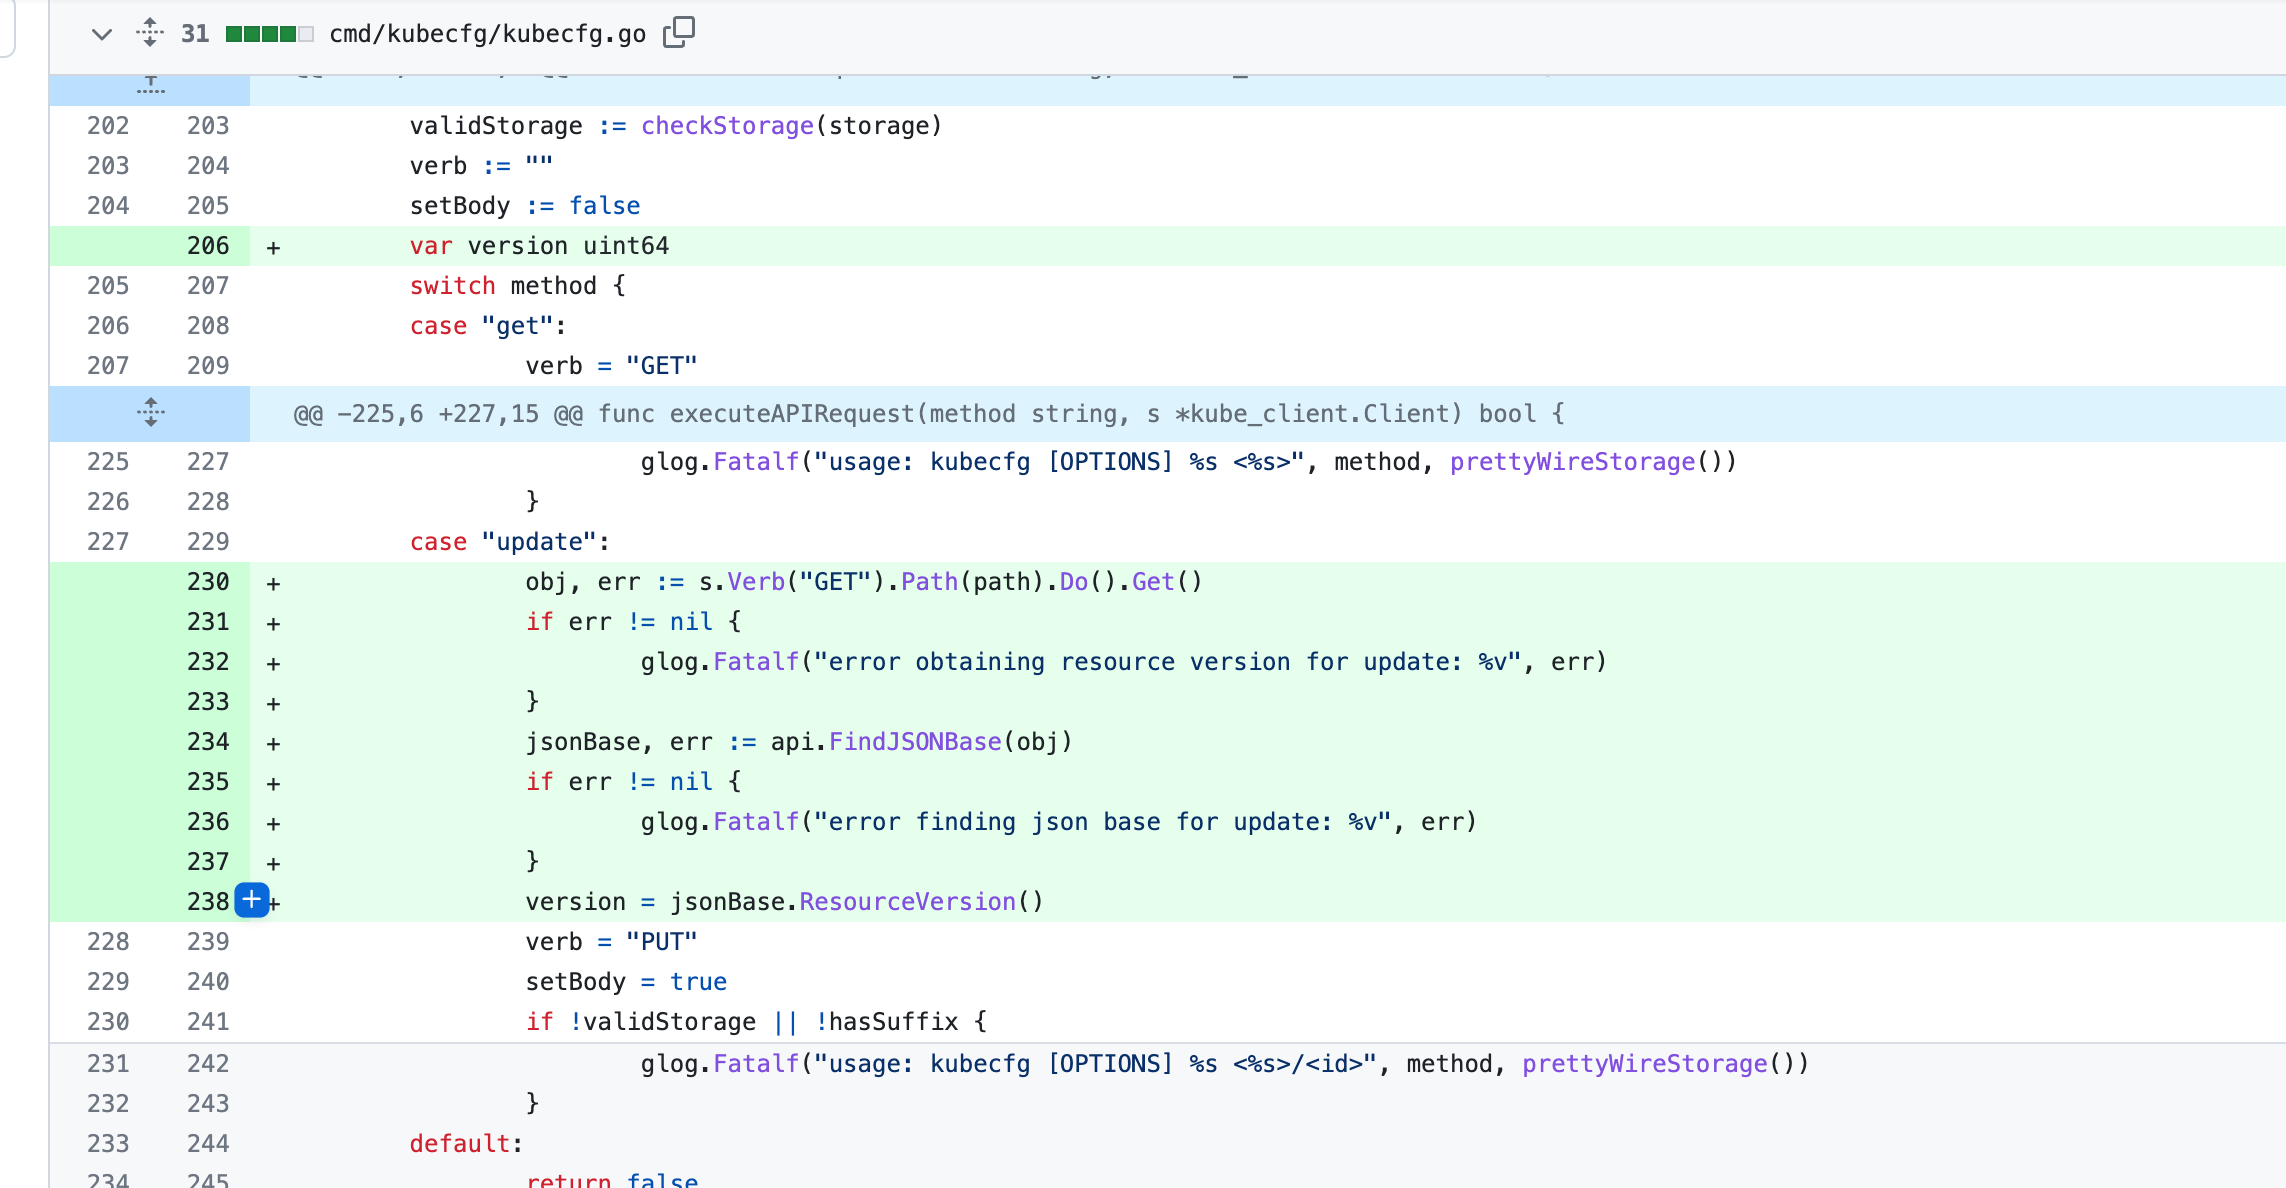 31 cmd/kubecfg/kubecfg.go
202 203 validStorage := checkStorage(storage)
203 204 verb := ""
204 205 setBody := false
206 + var version uint64
205 207 switch method {
206 208 case "get":
207 209 verb = "GET"
@@ -225,6 +227,15 @@ func executeAPIRequest(method string, s *kube_client.Client) bool {
225 227 glog.Fatalf("usage: kubecfg [OPTIONS] %s <%s>", method, prettyWireStorage())
226 228 }
227 229 case "update":
230 + obj, err := s.Verb("GET").Path(path).Do().Get()
231 + if err != nil {
232 + glog.Fatalf("error obtaining resource version for update: %v", err)
233 + }
234 + jsonBase, err := api.FindJSONBase(obj)
235 + if err != nil {
236 + glog.Fatalf("error finding json base for update: %v", err)
237 + }
238 + version = jsonBase.ResourceVersion()
228 239 verb = "PUT"
229 240 setBody = true
230 241 if !validStorage || !hasSuffix {
231 242 glog.Fatalf("usage: kubecfg [OPTIONS] %s <%s>/<id>", method, prettyWireStorage())
232 243 }
233 244 default:
234 245 return false